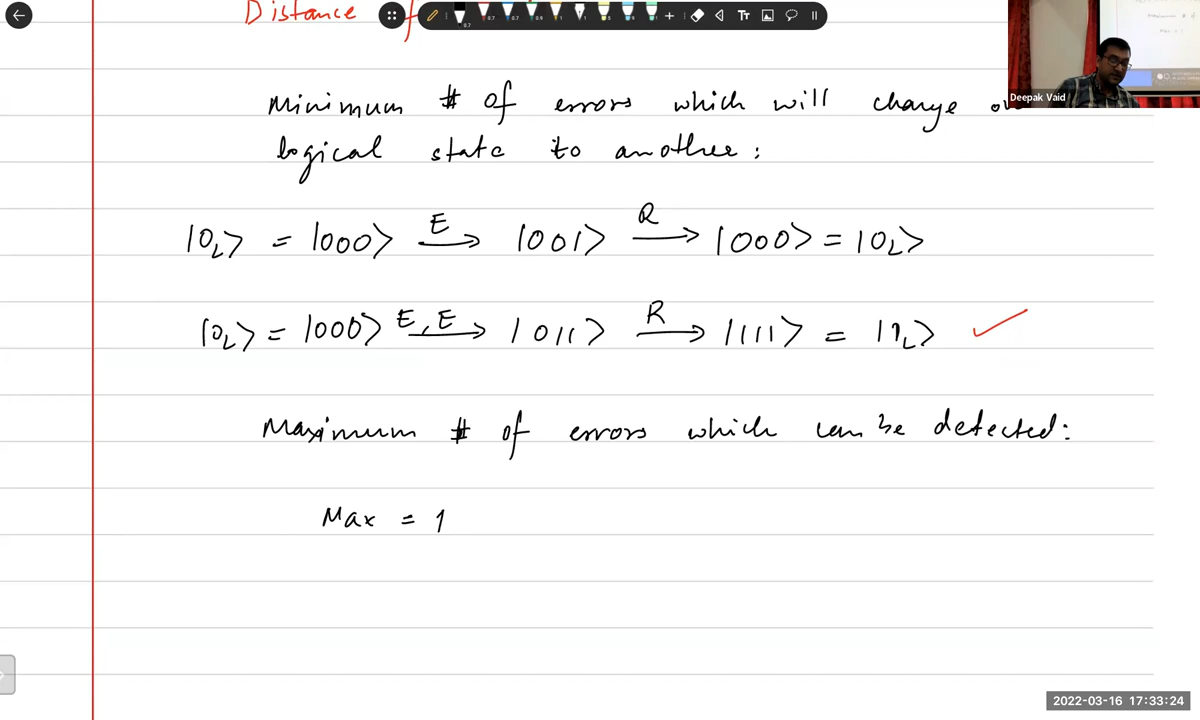 Distance of
Tт
Deepak Vaid
Minimum # of errors which will change
logical state to another:
|0L⟩ = |000⟩ E→ |001⟩ R→ |000⟩ = |0L⟩
|0L⟩ = |000⟩ E,E→ |011⟩ R→ |111⟩ = |1L⟩ ✓
Maximum # of errors which can be detected:
Max = 1
2022-03-16 17:33:24